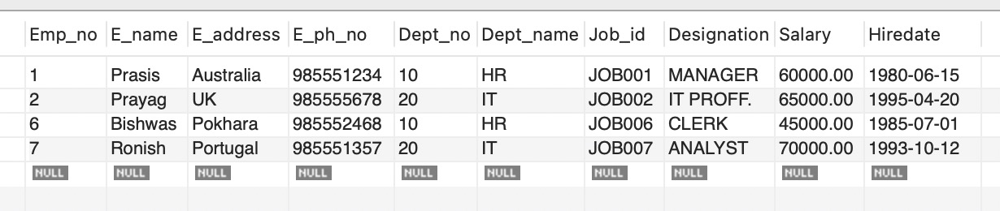 Emp_no E_name E_address E_ph_no Dept_no Dept_name Job_id Designation Salary Hiredate
1 Prasis Australia 985551234 10 HR JOB001 MANAGER 60000.00 1980-06-15
2 Prayag UK 985555678 20 IT JOB002 IT PROFF. 65000.00 1995-04-20
6 Bishwas Pokhara 985552468 10 HR JOB006 CLERK 45000.00 1985-07-01
7 Ronish Portugal 985551357 20 IT JOB007 ANALYST 70000.00 1993-10-12
NULL NULL NULL NULL NULL NULL NULL NULL NULL NULL